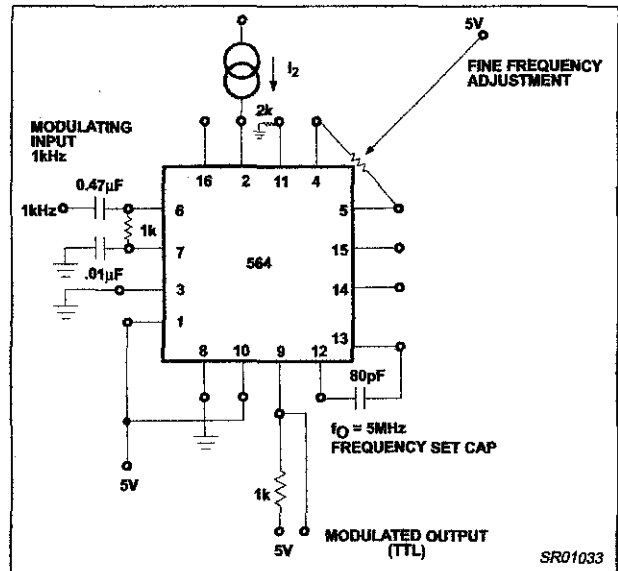 5V
I2
FINE FREQUENCY
ADJUSTMENT
2k
MODULATING
INPUT
1kHz
16
2
11
4
0.47μF
1kHz
6
5
1k
7
15
564
.01μF
3
14
1
13
8
10
9
12
80pF
fO = 5MHz
FREQUENCY SET CAP
5V
1k
5V
MODULATED OUTPUT
(TTL)
SR01033